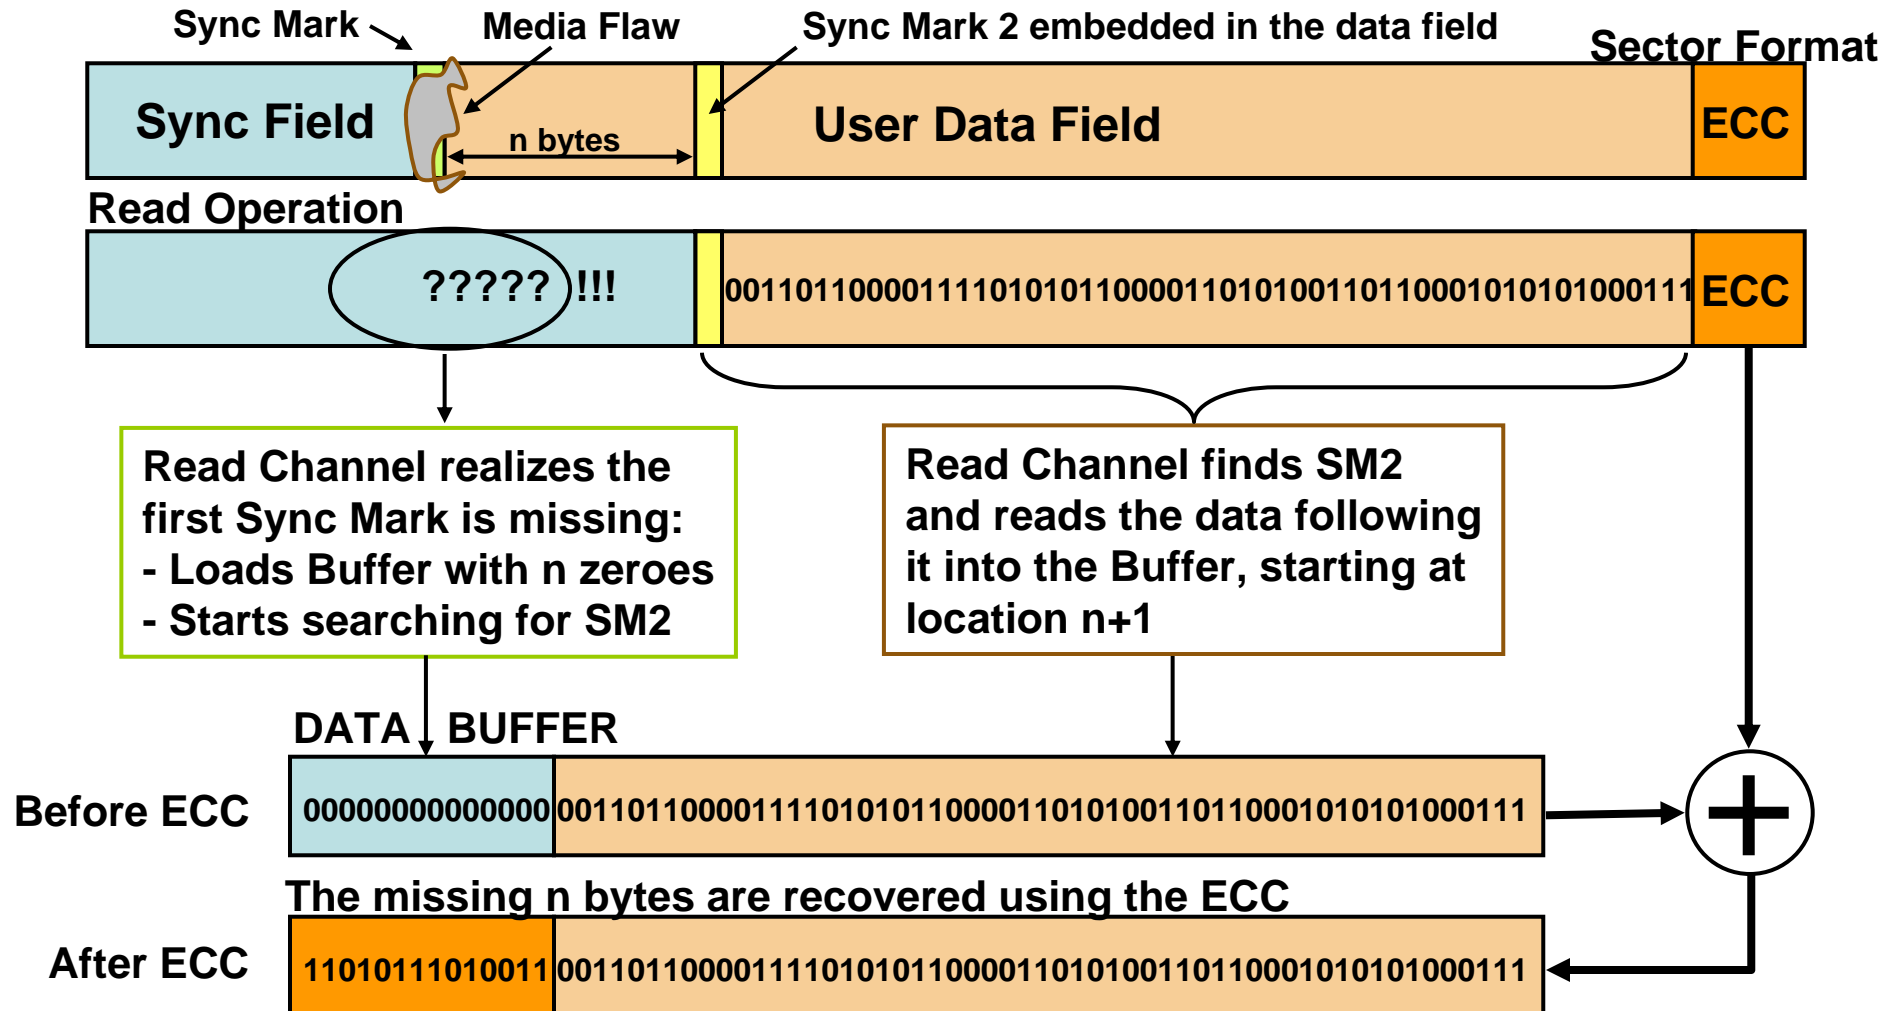 Sync Mark
Media Flaw
Sync Mark 2 embedded in the data field
Sector Format
Sync Field
n bytes
User Data Field
ECC
Read Operation
?????
!!!
0011011000011110101011000011010100110110001010101000111
ECC
Read Channel realizes the
first Sync Mark is missing:
- Loads Buffer with n zeroes
- Starts searching for SM2
Read Channel finds SM2
and reads the data following
it into the Buffer, starting at
location n+1
DATA BUFFER
Before ECC
00000000000000
0011011000011110101011000011010100110110001010101000111
+
The missing n bytes are recovered using the ECC
After ECC
11010111010011
0011011000011110101011000011010100110110001010101000111